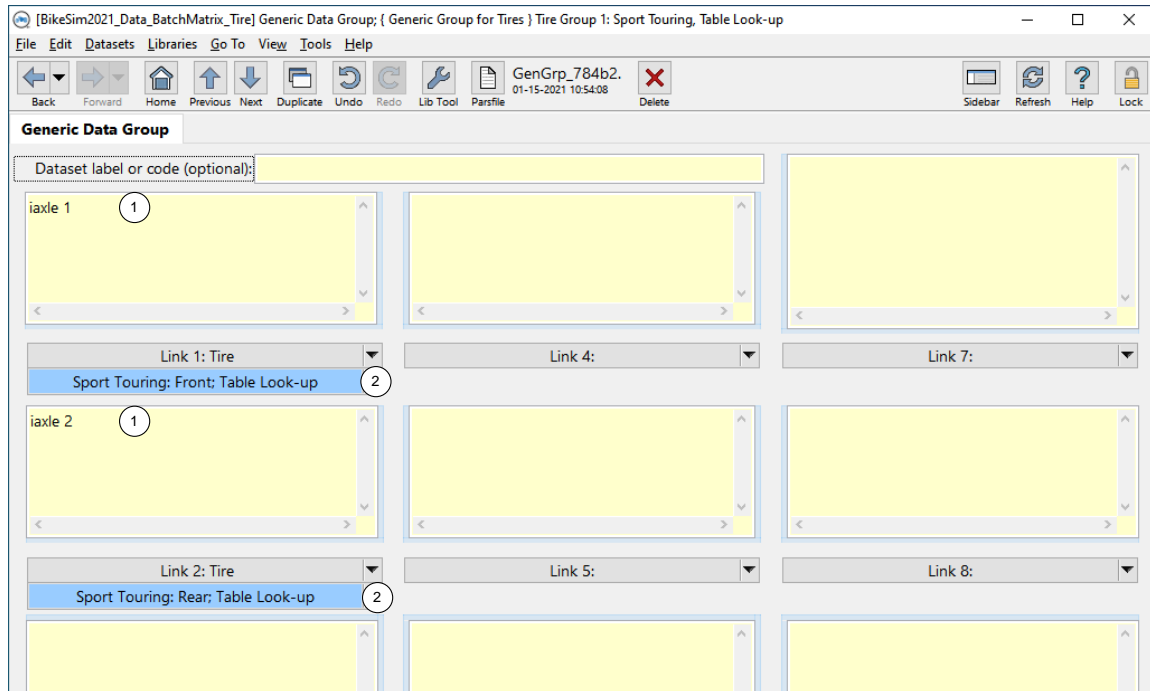 [BikeSim2021_Data_BatchMatrix_Tire] Generic Data Group; { Generic Group for Tires } Tire Group 1: Sport Touring, Table Look-up
File Edit Datasets Libraries Go To View Tools Help
GenGrp_784b2.
01-15-2021 10:54:08
Back Forward Home Previous Next Duplicate Undo Redo Lib Tool Parsfile Delete Sidebar Refresh Help Lock
Generic Data Group
Dataset label or code (optional):
iaxle 1 1
Link 1: Tire Link 4: Link 7:
Sport Touring: Front; Table Look-up 2
iaxle 2 1
Link 2: Tire Link 5: Link 8:
Sport Touring: Rear; Table Look-up 2